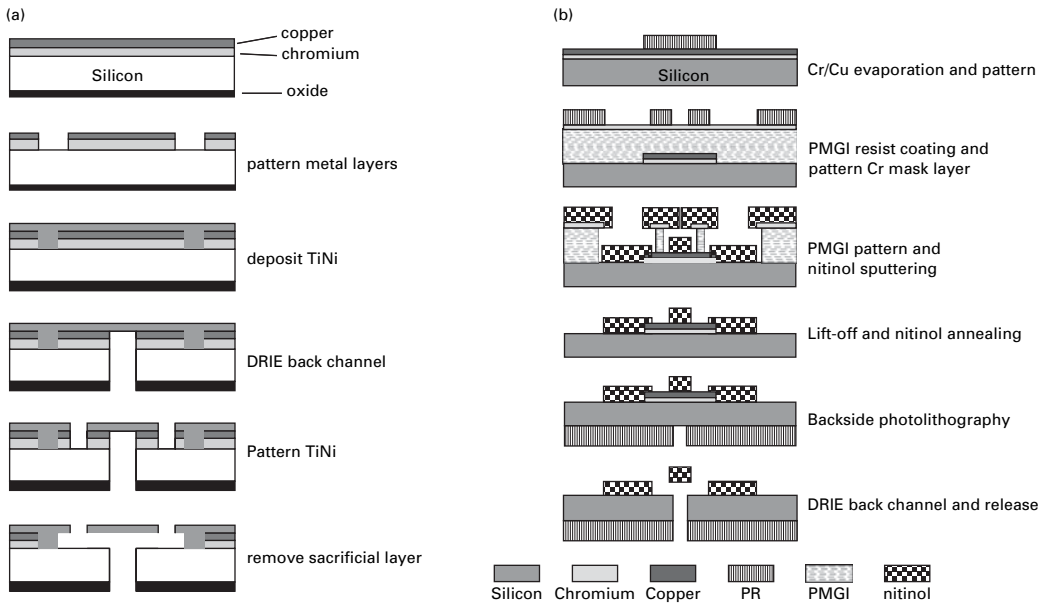 (a)
copper
chromium
Silicon
oxide
pattern metal layers
deposit TiNi
DRIE back channel
Pattern TiNi
remove sacrificial layer
(b)
Silicon
Cr/Cu evaporation and pattern
PMGI resist coating and
pattern Cr mask layer
PMGI pattern and
nitinol sputtering
Lift-off and nitinol annealing
Backside photolithography
DRIE back channel and release
Silicon Chromium Copper PR PMGI nitinol